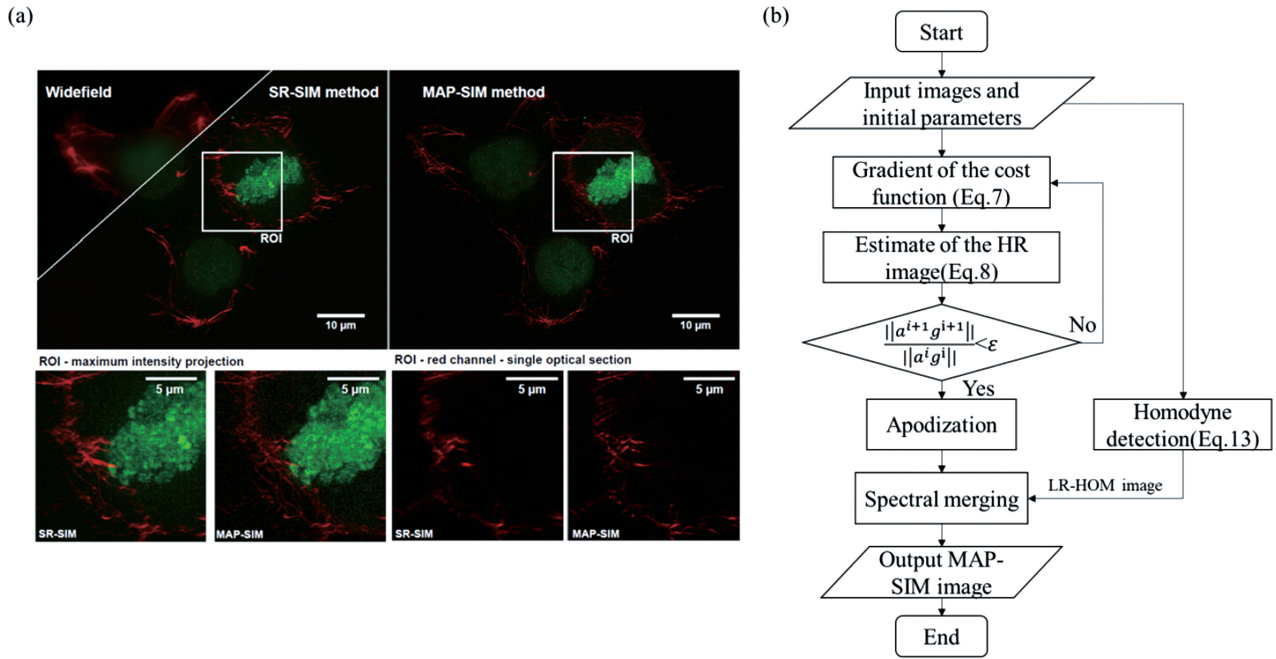 (a)
Widefield
SR-SIM method
MAP-SIM method
ROI
ROI
10 µm
10 µm
ROI - maximum intensity projection
ROI - red channel - single optical section
5 µm
5 µm
5 µm
5 µm
SR-SIM
MAP-SIM
SR-SIM
MAP-SIM
(b)
Start
Input images and
initial parameters
Gradient of the cost
function (Eq.7)
Estimate of the HR
image(Eq.8)
||a^{i+1}g^{i+1}||
/ ||a^i g^i|| <ε
No
Yes
Apodization
Homodyne
detection(Eq.13)
LR-HOM image
Spectral merging
Output MAP-
SIM image
End